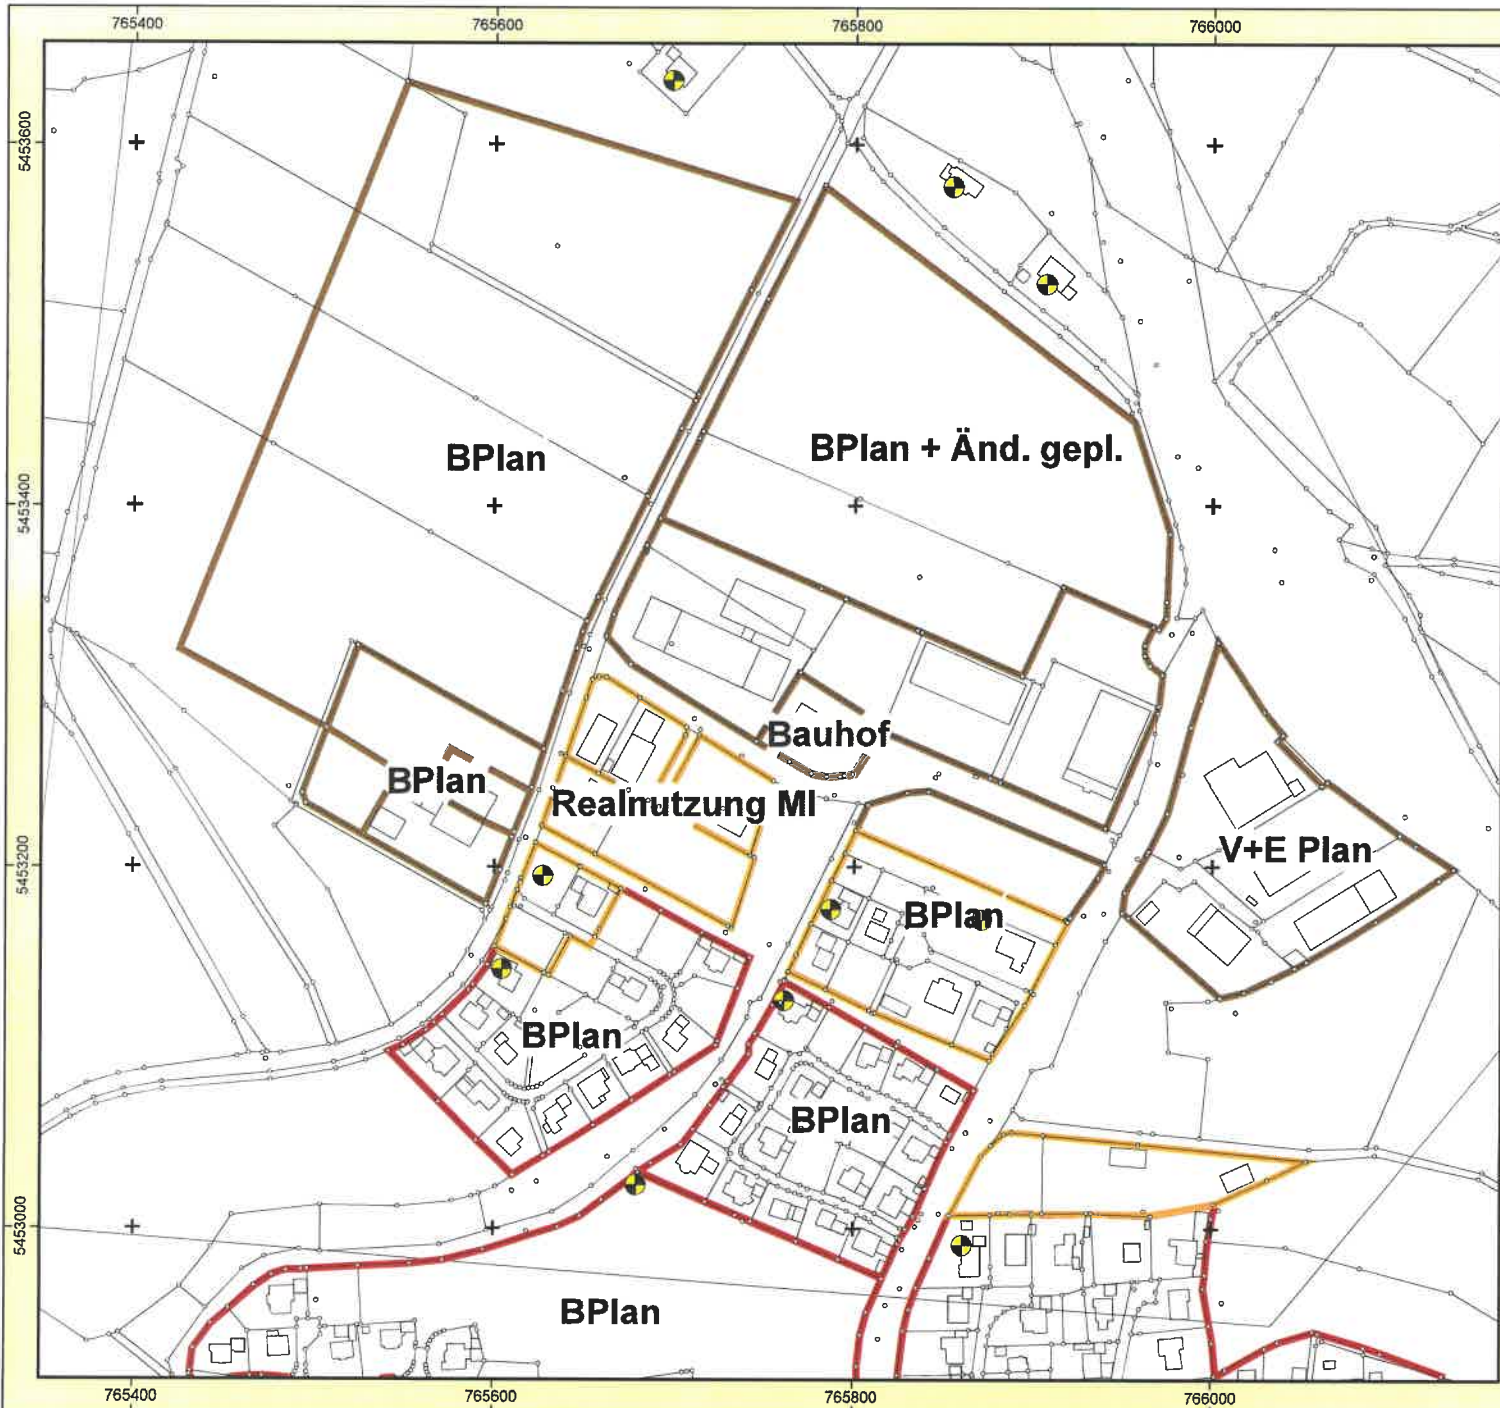 765400 765600 765800 766000
5453600
BPlan + Änd. gepl.
BPlan
5453400
Bauhof
BPlan
Realnutzung MI
V+E Plan
5453200
BPlan
BPlan
BPlan
5453000
BPlan
765400 765600 765800 766000